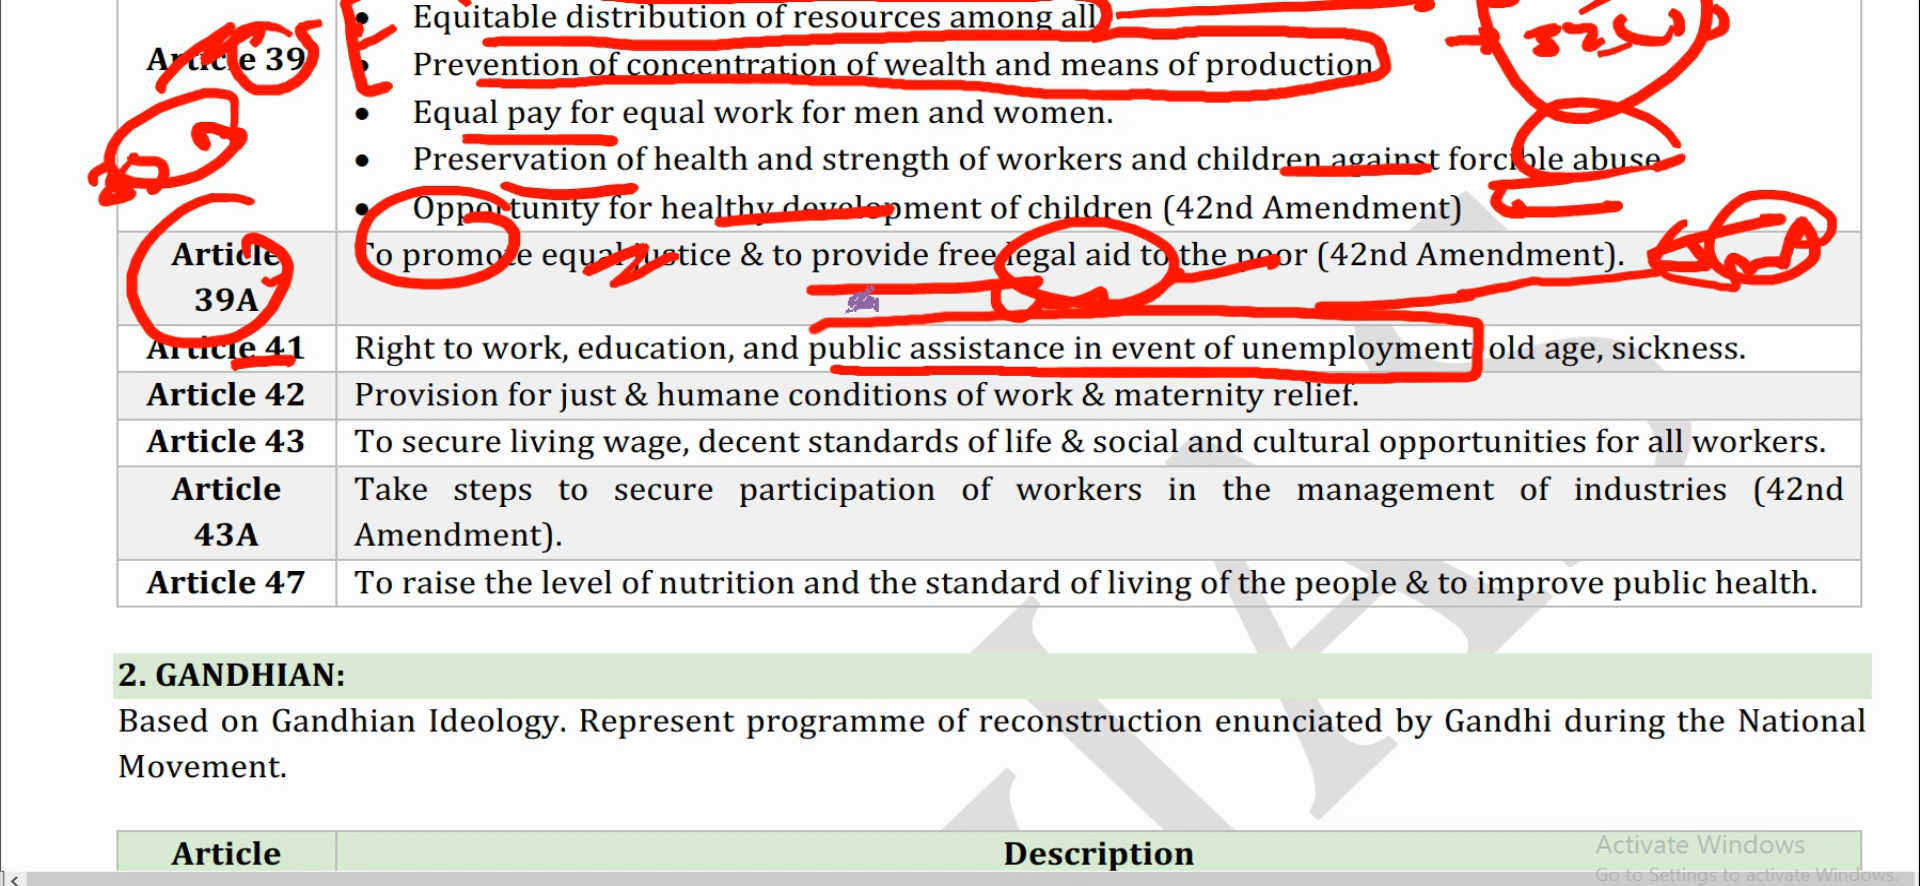 • Equitable distribution of resources among all
Article 39
• Prevention of concentration of wealth and means of production
• Equal pay for equal work for men and women.
• Preservation of health and strength of workers and children against forcible abuse
• Opportunity for healthy development of children (42nd Amendment)
Article
39A
To promote equal justice & to provide free legal aid to the poor (42nd Amendment).
Article 41
Right to work, education, and public assistance in event of unemployment, old age, sickness.
Article 42
Provision for just & humane conditions of work & maternity relief.
Article 43
To secure living wage, decent standards of life & social and cultural opportunities for all workers.
Article
43A
Take steps to secure participation of workers in the management of industries (42nd
Amendment).
Article 47
To raise the level of nutrition and the standard of living of the people & to improve public health.
2. GANDHIAN:
Based on Gandhian Ideology. Represent programme of reconstruction enunciated by Gandhi during the National
Movement.
Article
Description
Activate Windows
Go to Settings to activate Windows.